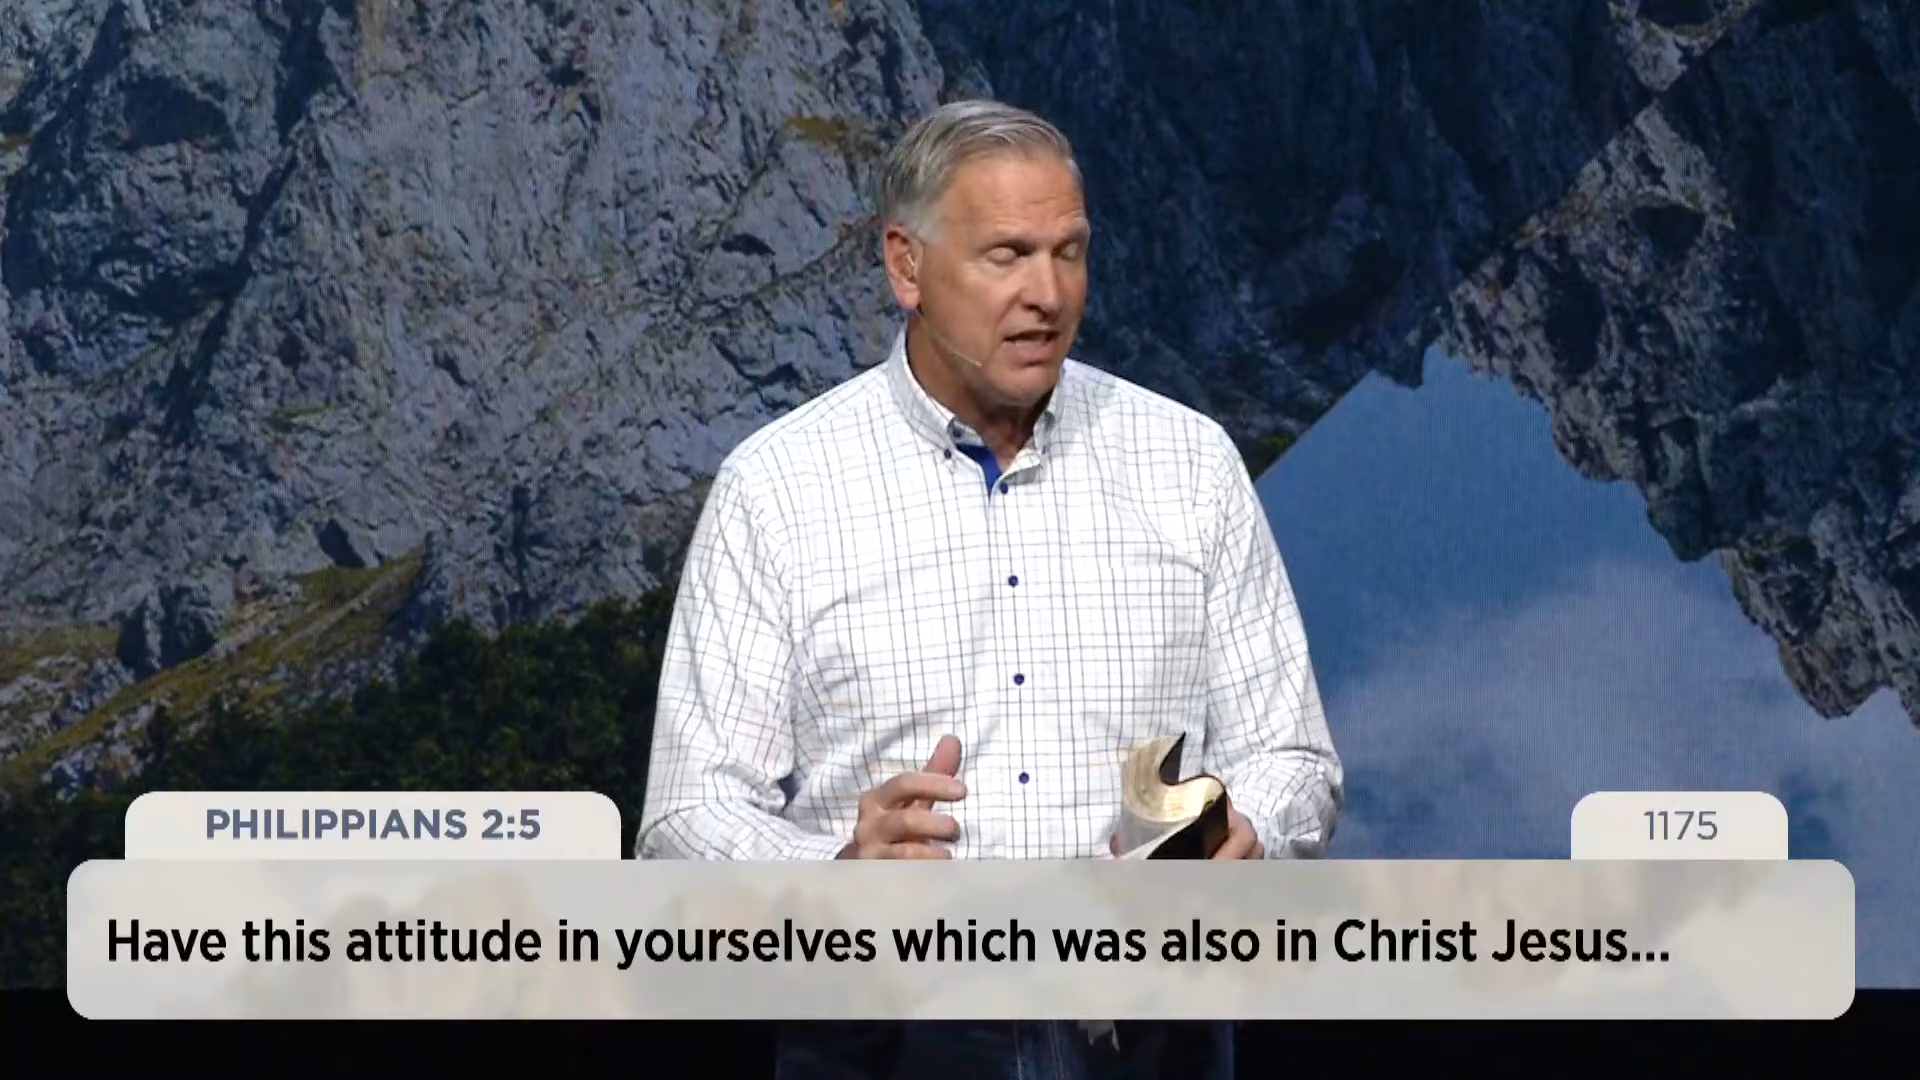 PHILIPPIANS 2:5
1175
Have this attitude in yourselves which was also in Christ Jesus...